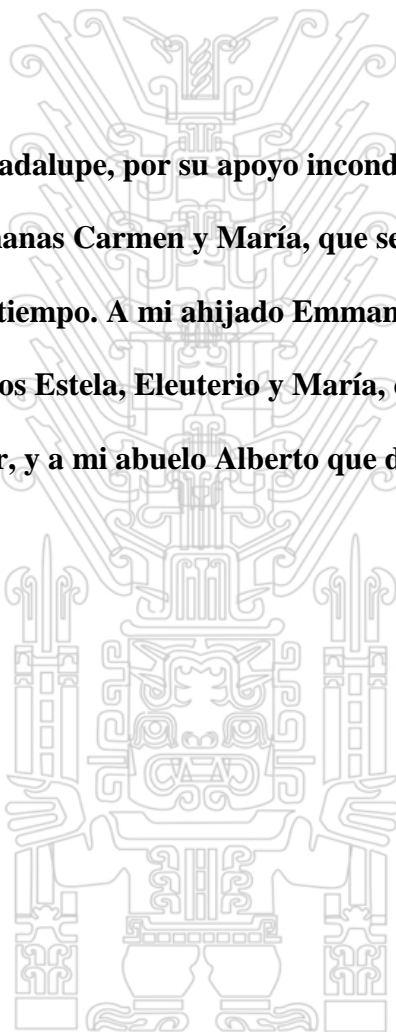 adalupe, por su apoyo incond
anas Carmen y María, que se
tiempo. A mi ahijado Emman
os Estela, Eleuterio y María,
r, y a mi abuelo Alberto que d